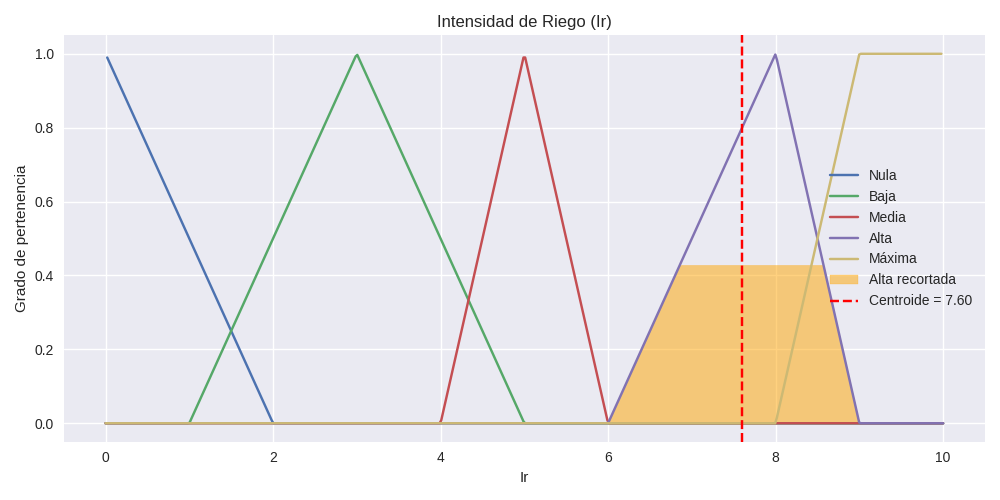 Intensidad de Riego (Ir)
Grado de pertenencia
1.0
0.8
0.6
0.4
0.2
0.0
Nula
Baja
Media
Alta
Máxima
Alta recortada
Centroide = 7.60
0 2 4 6 8 10
Ir